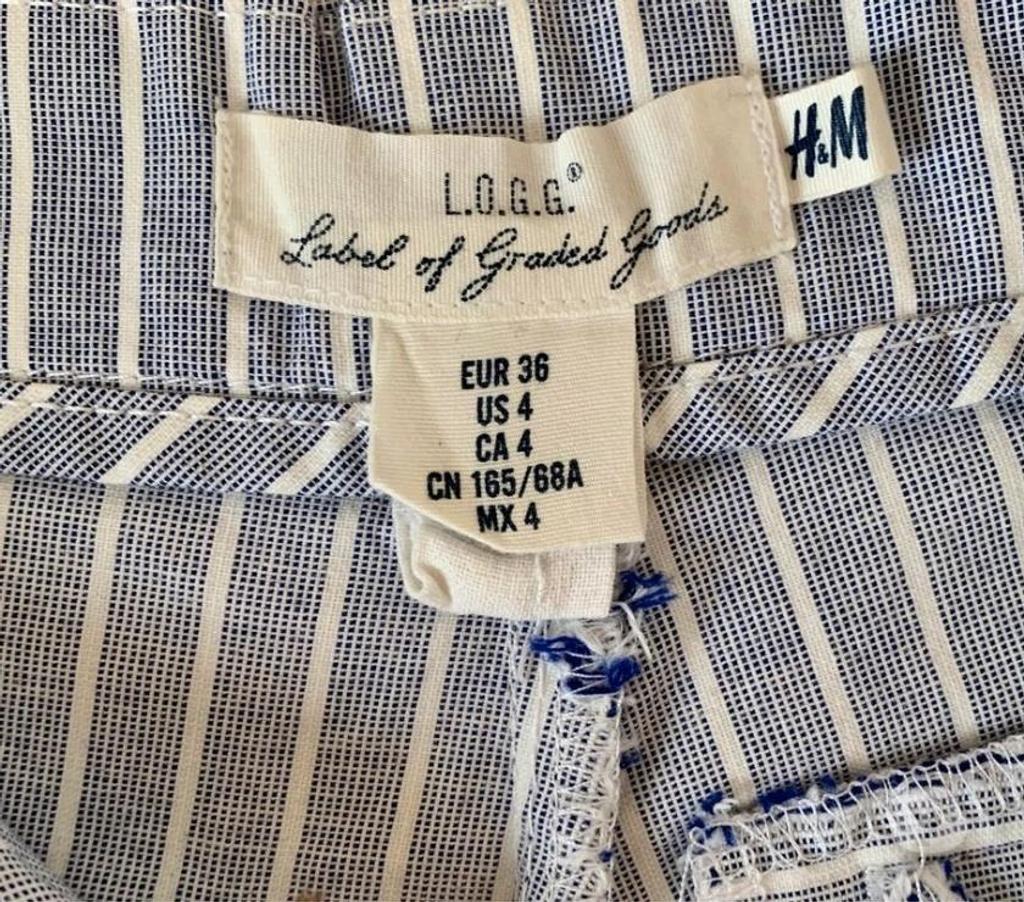 L.O.G.G.®
Label of Graded Goods
H&M
EUR 36
US 4
CA 4
CN 165/68A
MX 4